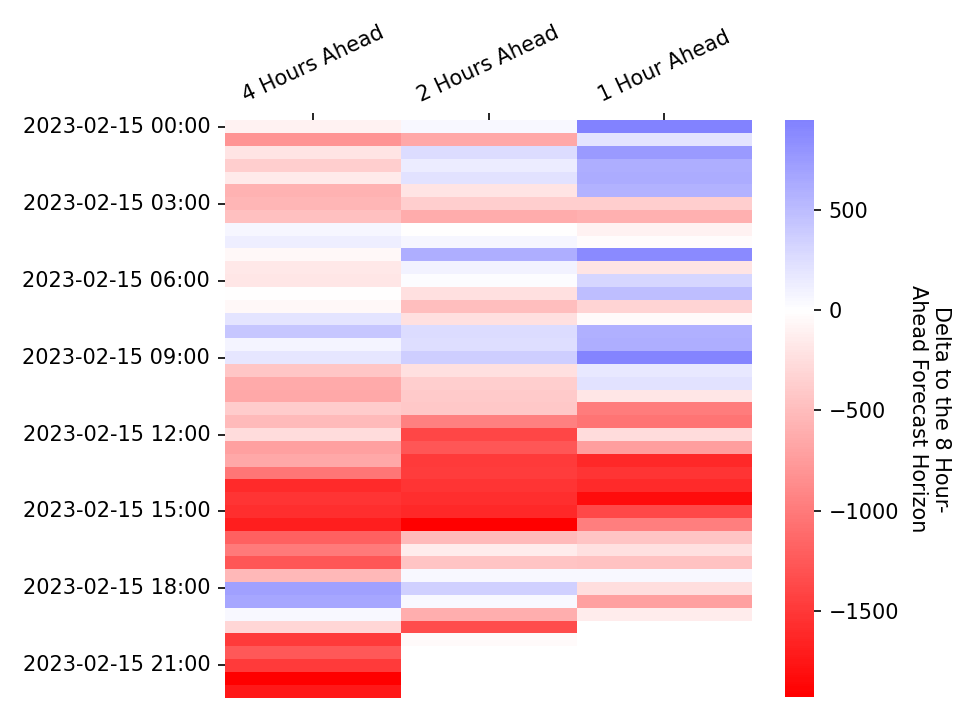 4 Hours Ahead
2 Hours Ahead
1 Hour Ahead
2023-02-15 00:00
2023-02-15 03:00
2023-02-15 06:00
2023-02-15 09:00
2023-02-15 12:00
2023-02-15 15:00
2023-02-15 18:00
2023-02-15 21:00
500
0
−500
−1000
−1500
Delta to the 8 Hour-
Ahead Forecast Horizon